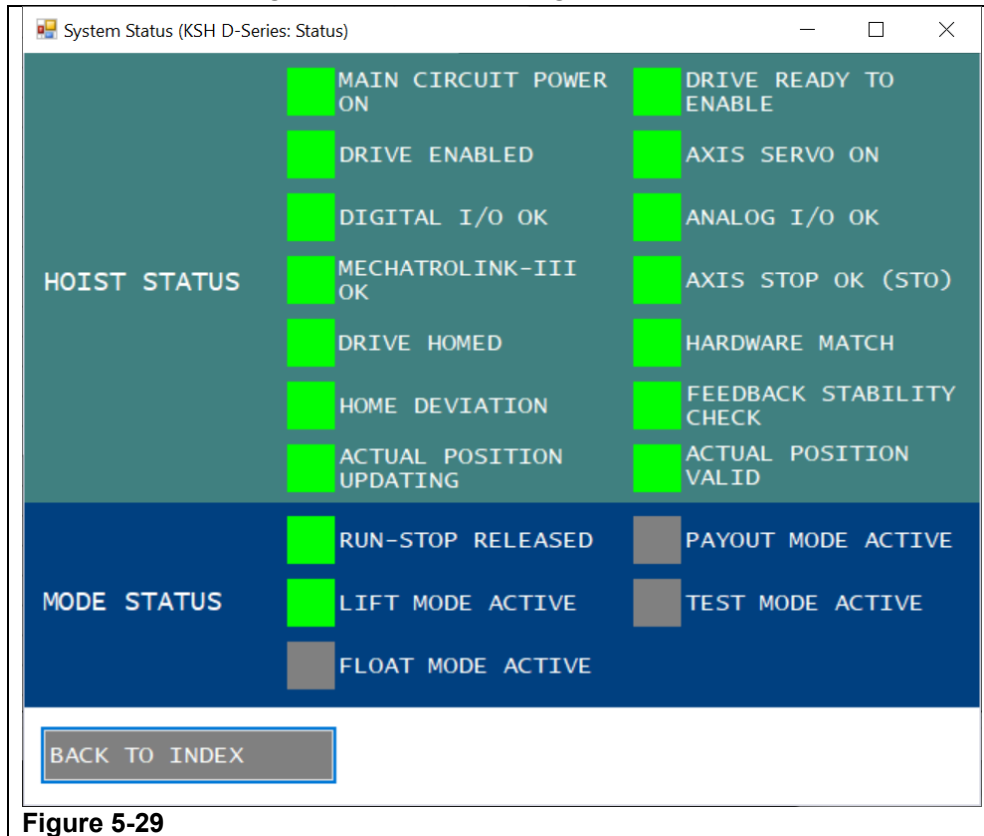 System Status (KSH D-Series: Status)
HOIST STATUS
MAIN CIRCUIT POWER
ON
DRIVE READY TO
ENABLE
DRIVE ENABLED
AXIS SERVO ON
DIGITAL I/O OK
ANALOG I/O OK
MECHATROLINK-III
OK
AXIS STOP OK (STO)
DRIVE HOMED
HARDWARE MATCH
HOME DEVIATION
FEEDBACK STABILITY
CHECK
ACTUAL POSITION
UPDATING
ACTUAL POSITION
VALID
MODE STATUS
RUN-STOP RELEASED
PAYOUT MODE ACTIVE
LIFT MODE ACTIVE
TEST MODE ACTIVE
FLOAT MODE ACTIVE
BACK TO INDEX
Figure 5-29